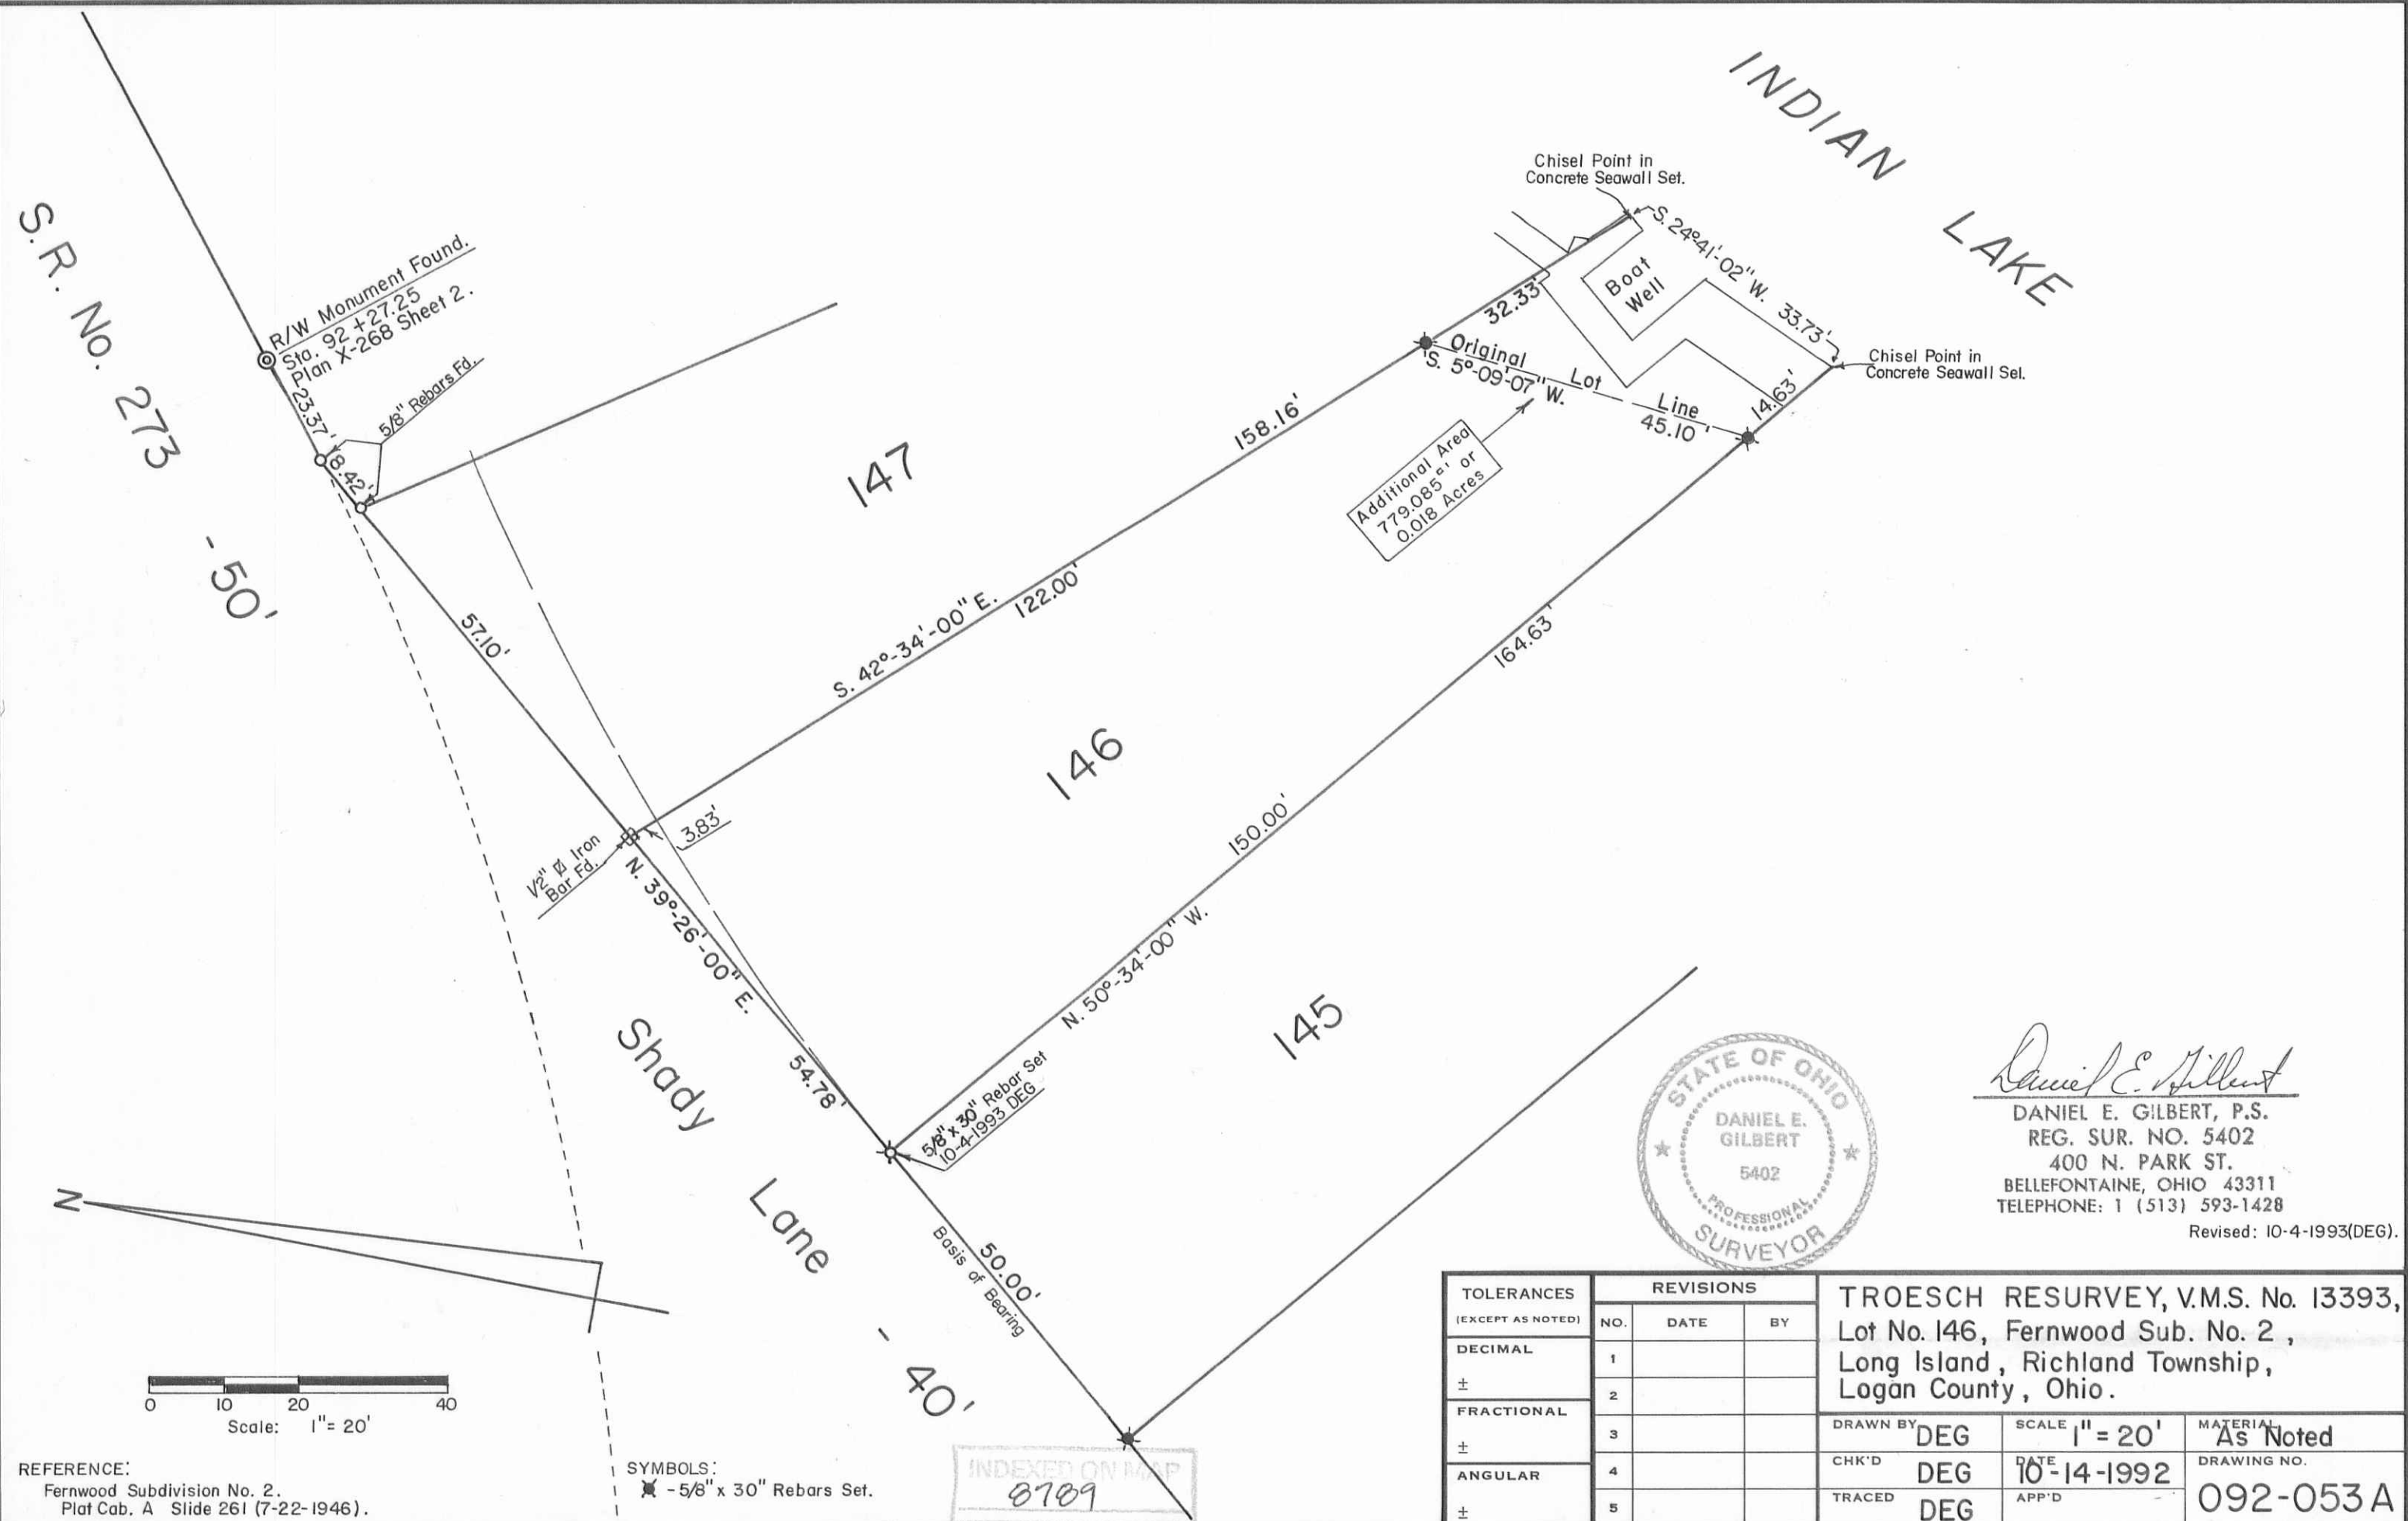 INDIAN LAKE
S.R. No. 273 - 50'
R/W Monument Found.
Sta. 92 + 27.25
Plan X-268 Sheet 2.
23.37'
5/8" Rebars Fd.
18.42'
57.10'
147
S. 42°-34'-00" E.
122.00'
158.16'
32.33'
Chisel Point in
Concrete Seawall Set.
S. 24°41'-02" W. 33.73'
Boat
Well
Chisel Point in
Concrete Seawall Set.
Original Lot Line
S. 5°-09'-07" W.
45.10'
14.63'
Additional Area
779.085 ' or
0.018 Acres
164.63'
146
150.00'
N. 50°-34'-00" W.
3.83'
1/2" Iron
Bar Fd.
N. 39°-26'-00" E.
54.78'
145
5/8" x 30" Rebar Set
10-4-1993 DEG
Shady Lane - 40'
50.00'
Basis of Bearing
N
0 10 20 40
Scale: 1"= 20'
REFERENCE:
Fernwood Subdivision No. 2.
Plat Cab. A Slide 261 (7-22-1946).
SYMBOLS:
- 5/8" x 30" Rebars Set.
INDEXED ON MAP
8789
STATE OF OHIO
DANIEL E.
GILBERT
5402
PROFESSIONAL
SURVEYOR
Daniel E. Gilbert
DANIEL E. GILBERT, P.S.
REG. SUR. NO. 5402
400 N. PARK ST.
BELLEFONTAINE, OHIO 43311
TELEPHONE: 1 (513) 593-1428
Revised: 10-4-1993(DEG).
TOLERANCES
(EXCEPT AS NOTED)
DECIMAL
±
FRACTIONAL
±
ANGULAR
±
REVISIONS
NO. DATE BY
1
2
3
4
5
TROESCH RESURVEY, V.M.S. No. 13393,
Lot No. 146, Fernwood Sub. No. 2,
Long Island, Richland Township,
Logan County, Ohio.
DRAWN BY DEG
SCALE 1" = 20'
MATERIAL As Noted
CHK'D DEG
DATE 10-14-1992
DRAWING NO.
092-053A
TRACED DEG
APP'D